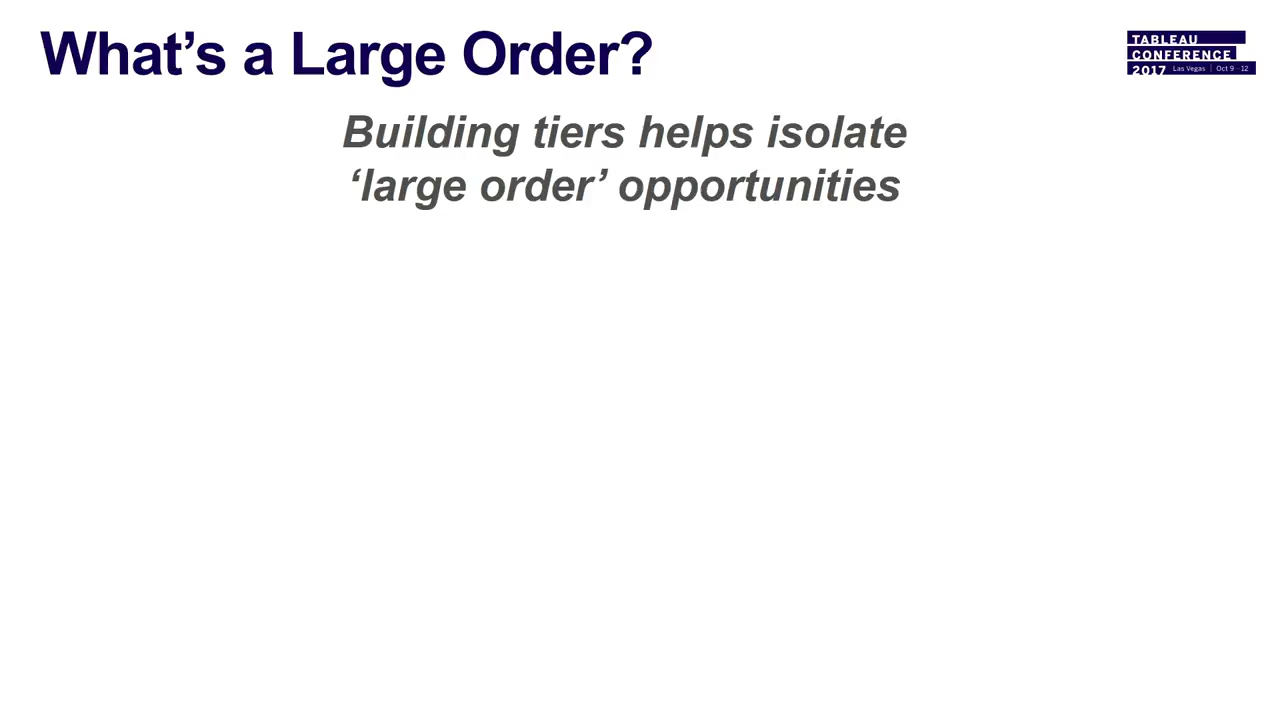 What’s a Large Order?
TABLEAU
CONFERENCE
2017 Las Vegas | Oct 9 - 12
Building tiers helps isolate
‘large order’ opportunities